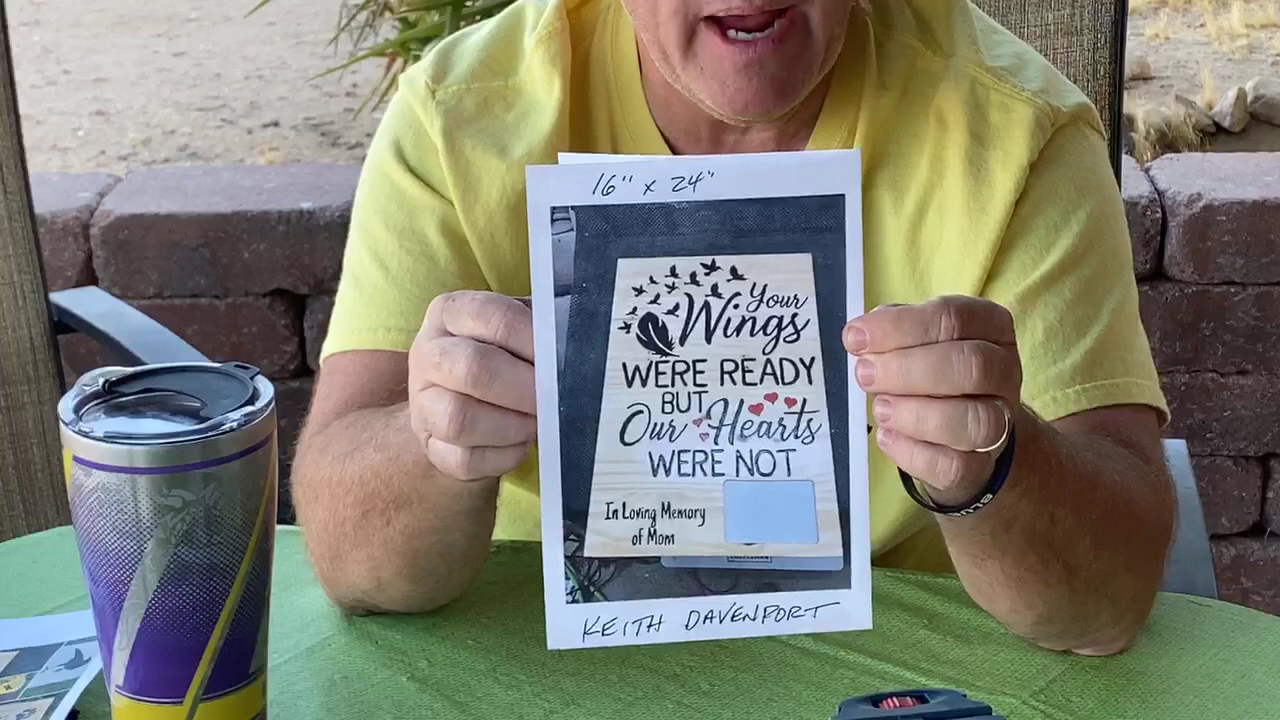 16" x 24"
Your
Wings
WERE READY
BUT
Our Hearts
WERE NOT
In Loving Memory
of Mom
KEITH DAVENPORT